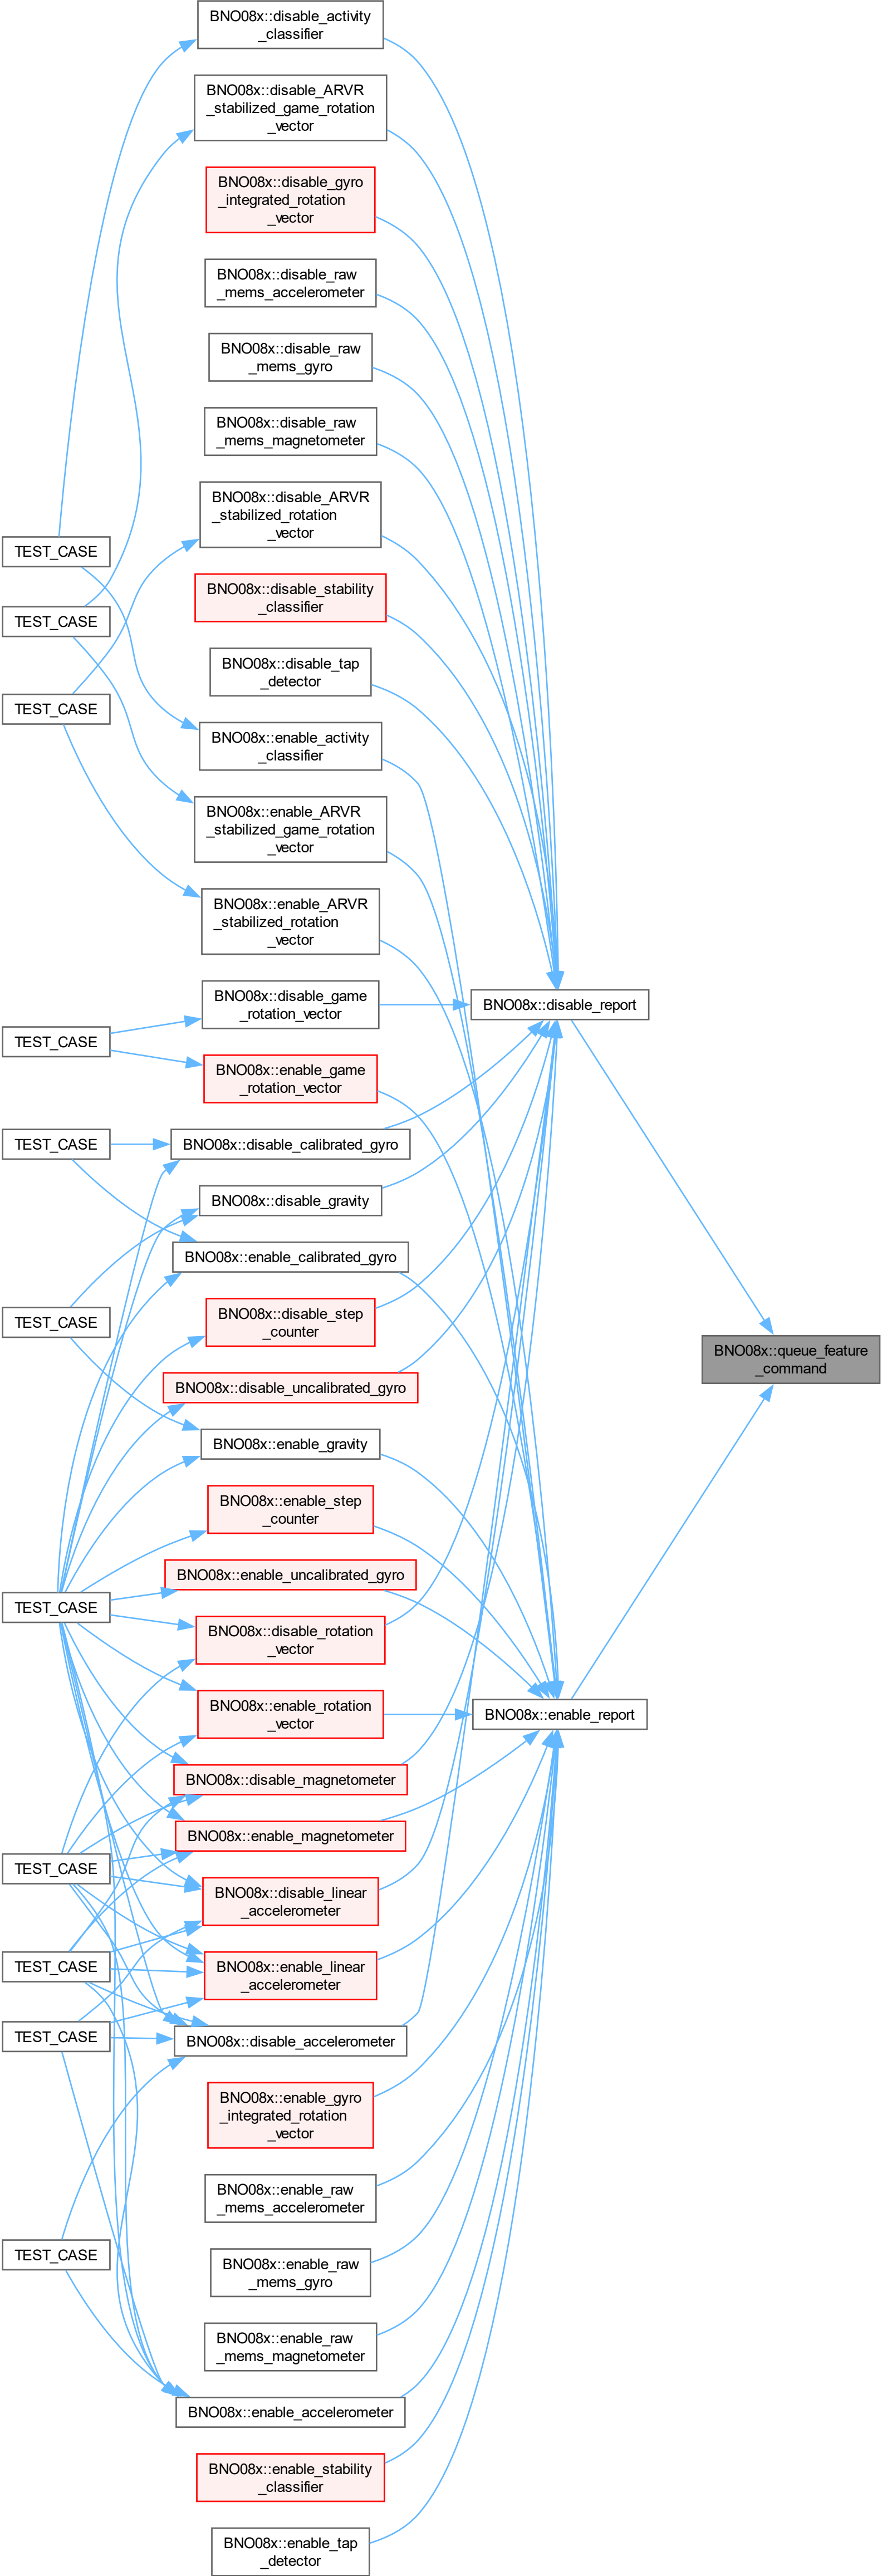 BNO08x::disable_activity
_classifier
BNO08x::disable_ARVR
_stabilized_game_rotation
_vector
BNO08x::disable_gyro
_integrated_rotation
_vector
BNO08x::disable_raw
_mems_accelerometer
BNO08x::disable_raw
_mems_gyro
BNO08x::disable_raw
_mems_magnetometer
BNO08x::disable_ARVR
_stabilized_rotation
_vector
TEST_CASE
BNO08x::disable_stability
_classifier
TEST_CASE
BNO08x::disable_tap
_detector
TEST_CASE
BNO08x::enable_activity
_classifier
BNO08x::enable_ARVR
_stabilized_game_rotation
_vector
BNO08x::enable_ARVR
_stabilized_rotation
_vector
BNO08x::disable_game
_rotation_vector
BNO08x::disable_report
TEST_CASE
BNO08x::enable_game
_rotation_vector
TEST_CASE
BNO08x::disable_calibrated_gyro
BNO08x::disable_gravity
BNO08x::enable_calibrated_gyro
BNO08x::disable_step
_counter
TEST_CASE
BNO08x::queue_feature
_command
BNO08x::disable_uncalibrated_gyro
BNO08x::enable_gravity
BNO08x::enable_step
_counter
BNO08x::enable_uncalibrated_gyro
TEST_CASE
BNO08x::disable_rotation
_vector
BNO08x::enable_rotation
_vector
BNO08x::enable_report
BNO08x::disable_magnetometer
BNO08x::enable_magnetometer
TEST_CASE
BNO08x::disable_linear
_accelerometer
TEST_CASE
BNO08x::enable_linear
_accelerometer
TEST_CASE
BNO08x::disable_accelerometer
BNO08x::enable_gyro
_integrated_rotation
_vector
BNO08x::enable_raw
_mems_accelerometer
TEST_CASE
BNO08x::enable_raw
_mems_gyro
BNO08x::enable_raw
_mems_magnetometer
BNO08x::enable_accelerometer
BNO08x::enable_stability
_classifier
BNO08x::enable_tap
_detector